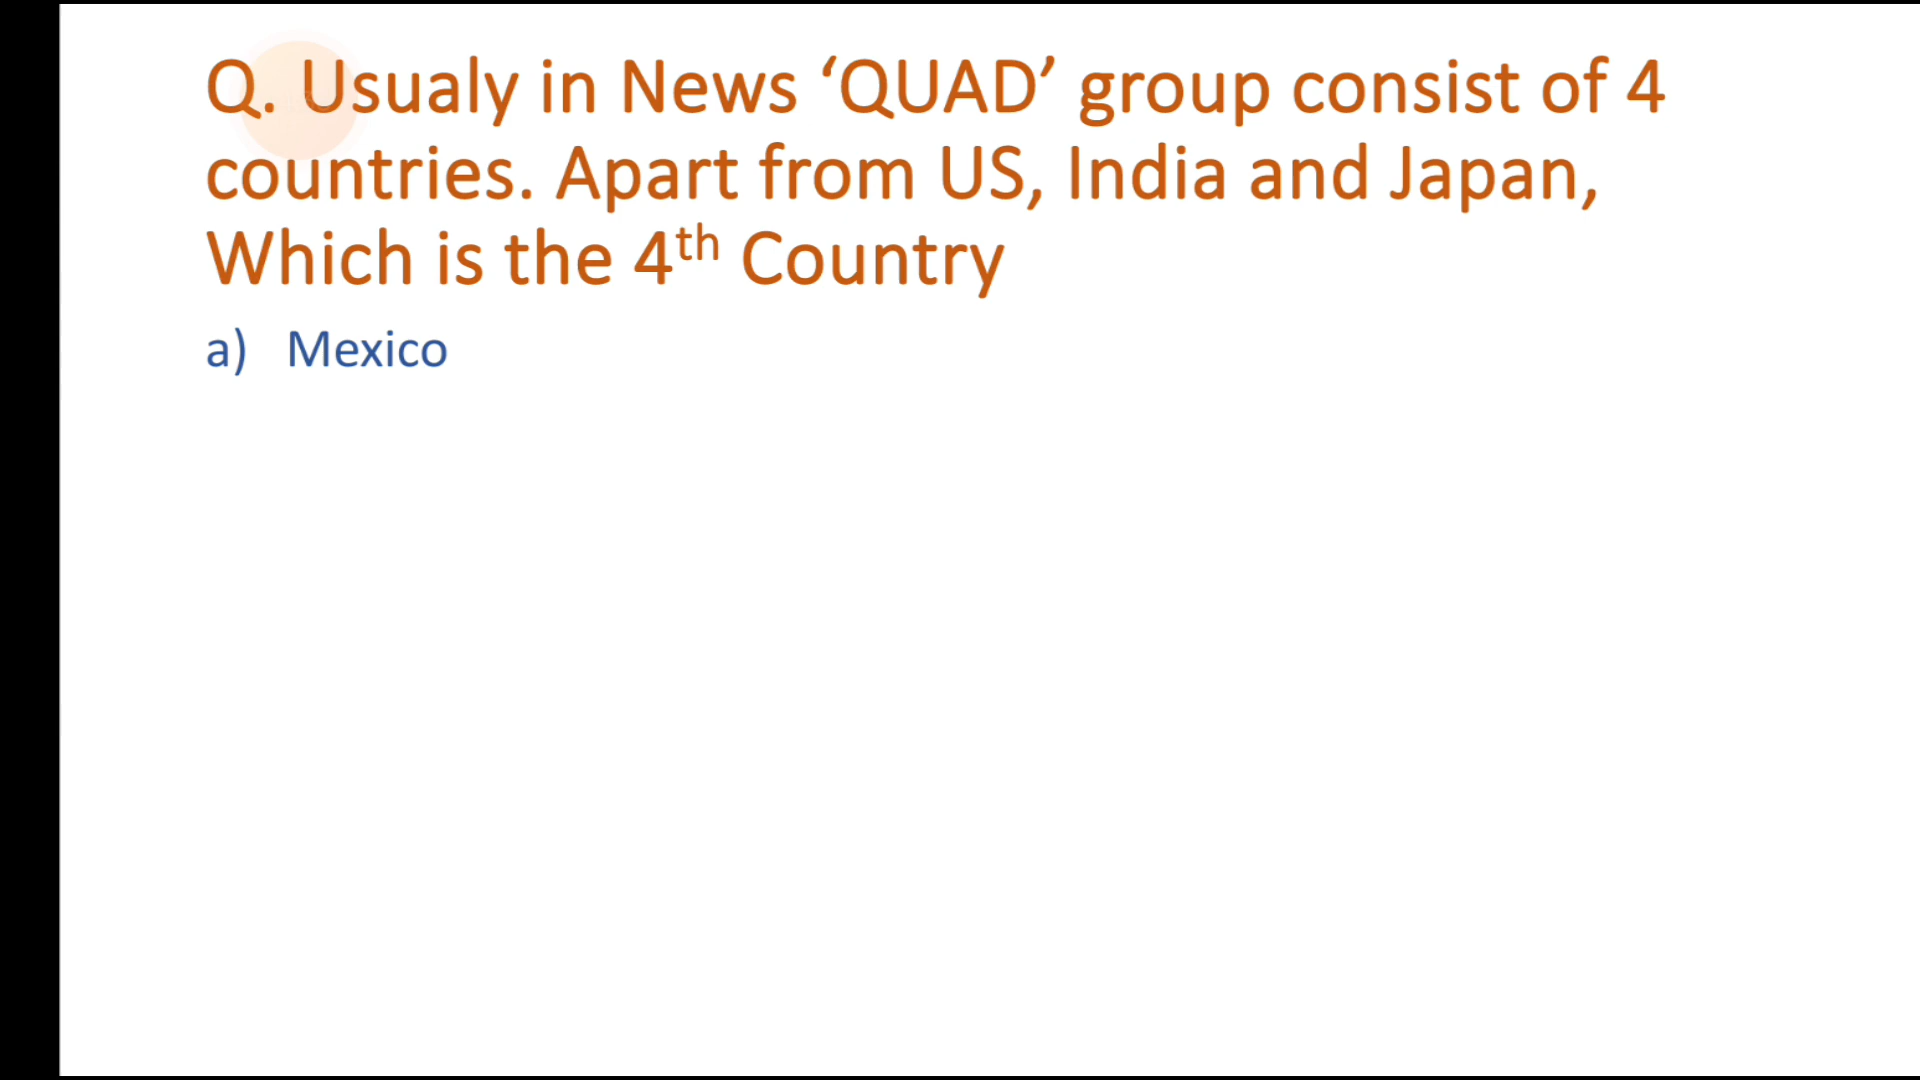 Q. Usualy in News ‘QUAD’ group consist of 4
countries. Apart from US, India and Japan,
Which is the 4th Country
a) Mexico